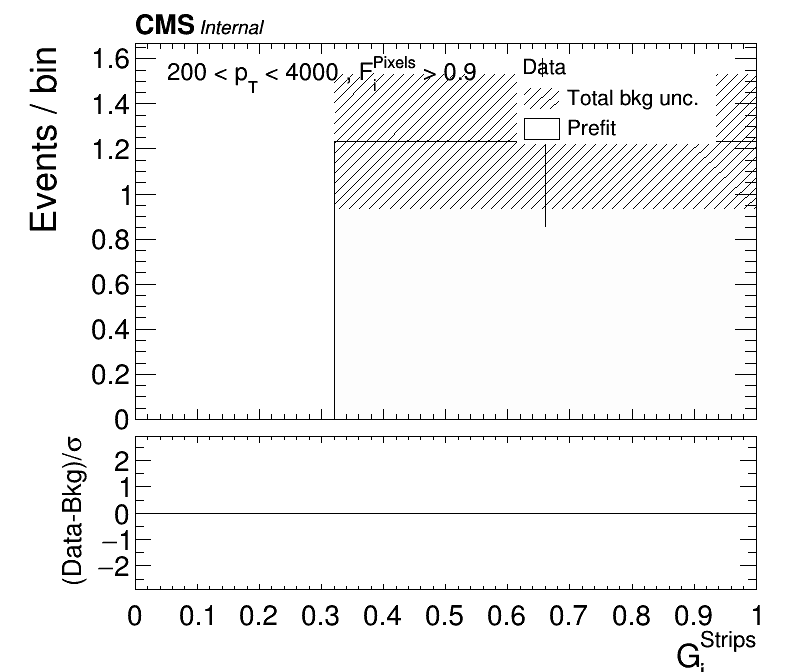 CMS Internal
Events / bin
1.6
1.4
1.2
1
0.8
0.6
0.4
0.2
0
200 < p_T < 4000 , F_i^Pixels > 0.9
Data
Total bkg unc.
Prefit
(Data-Bkg)/σ
2
1
0
−1
−2
0 0.1 0.2 0.3 0.4 0.5 0.6 0.7 0.8 0.9 1
G_i^Strips